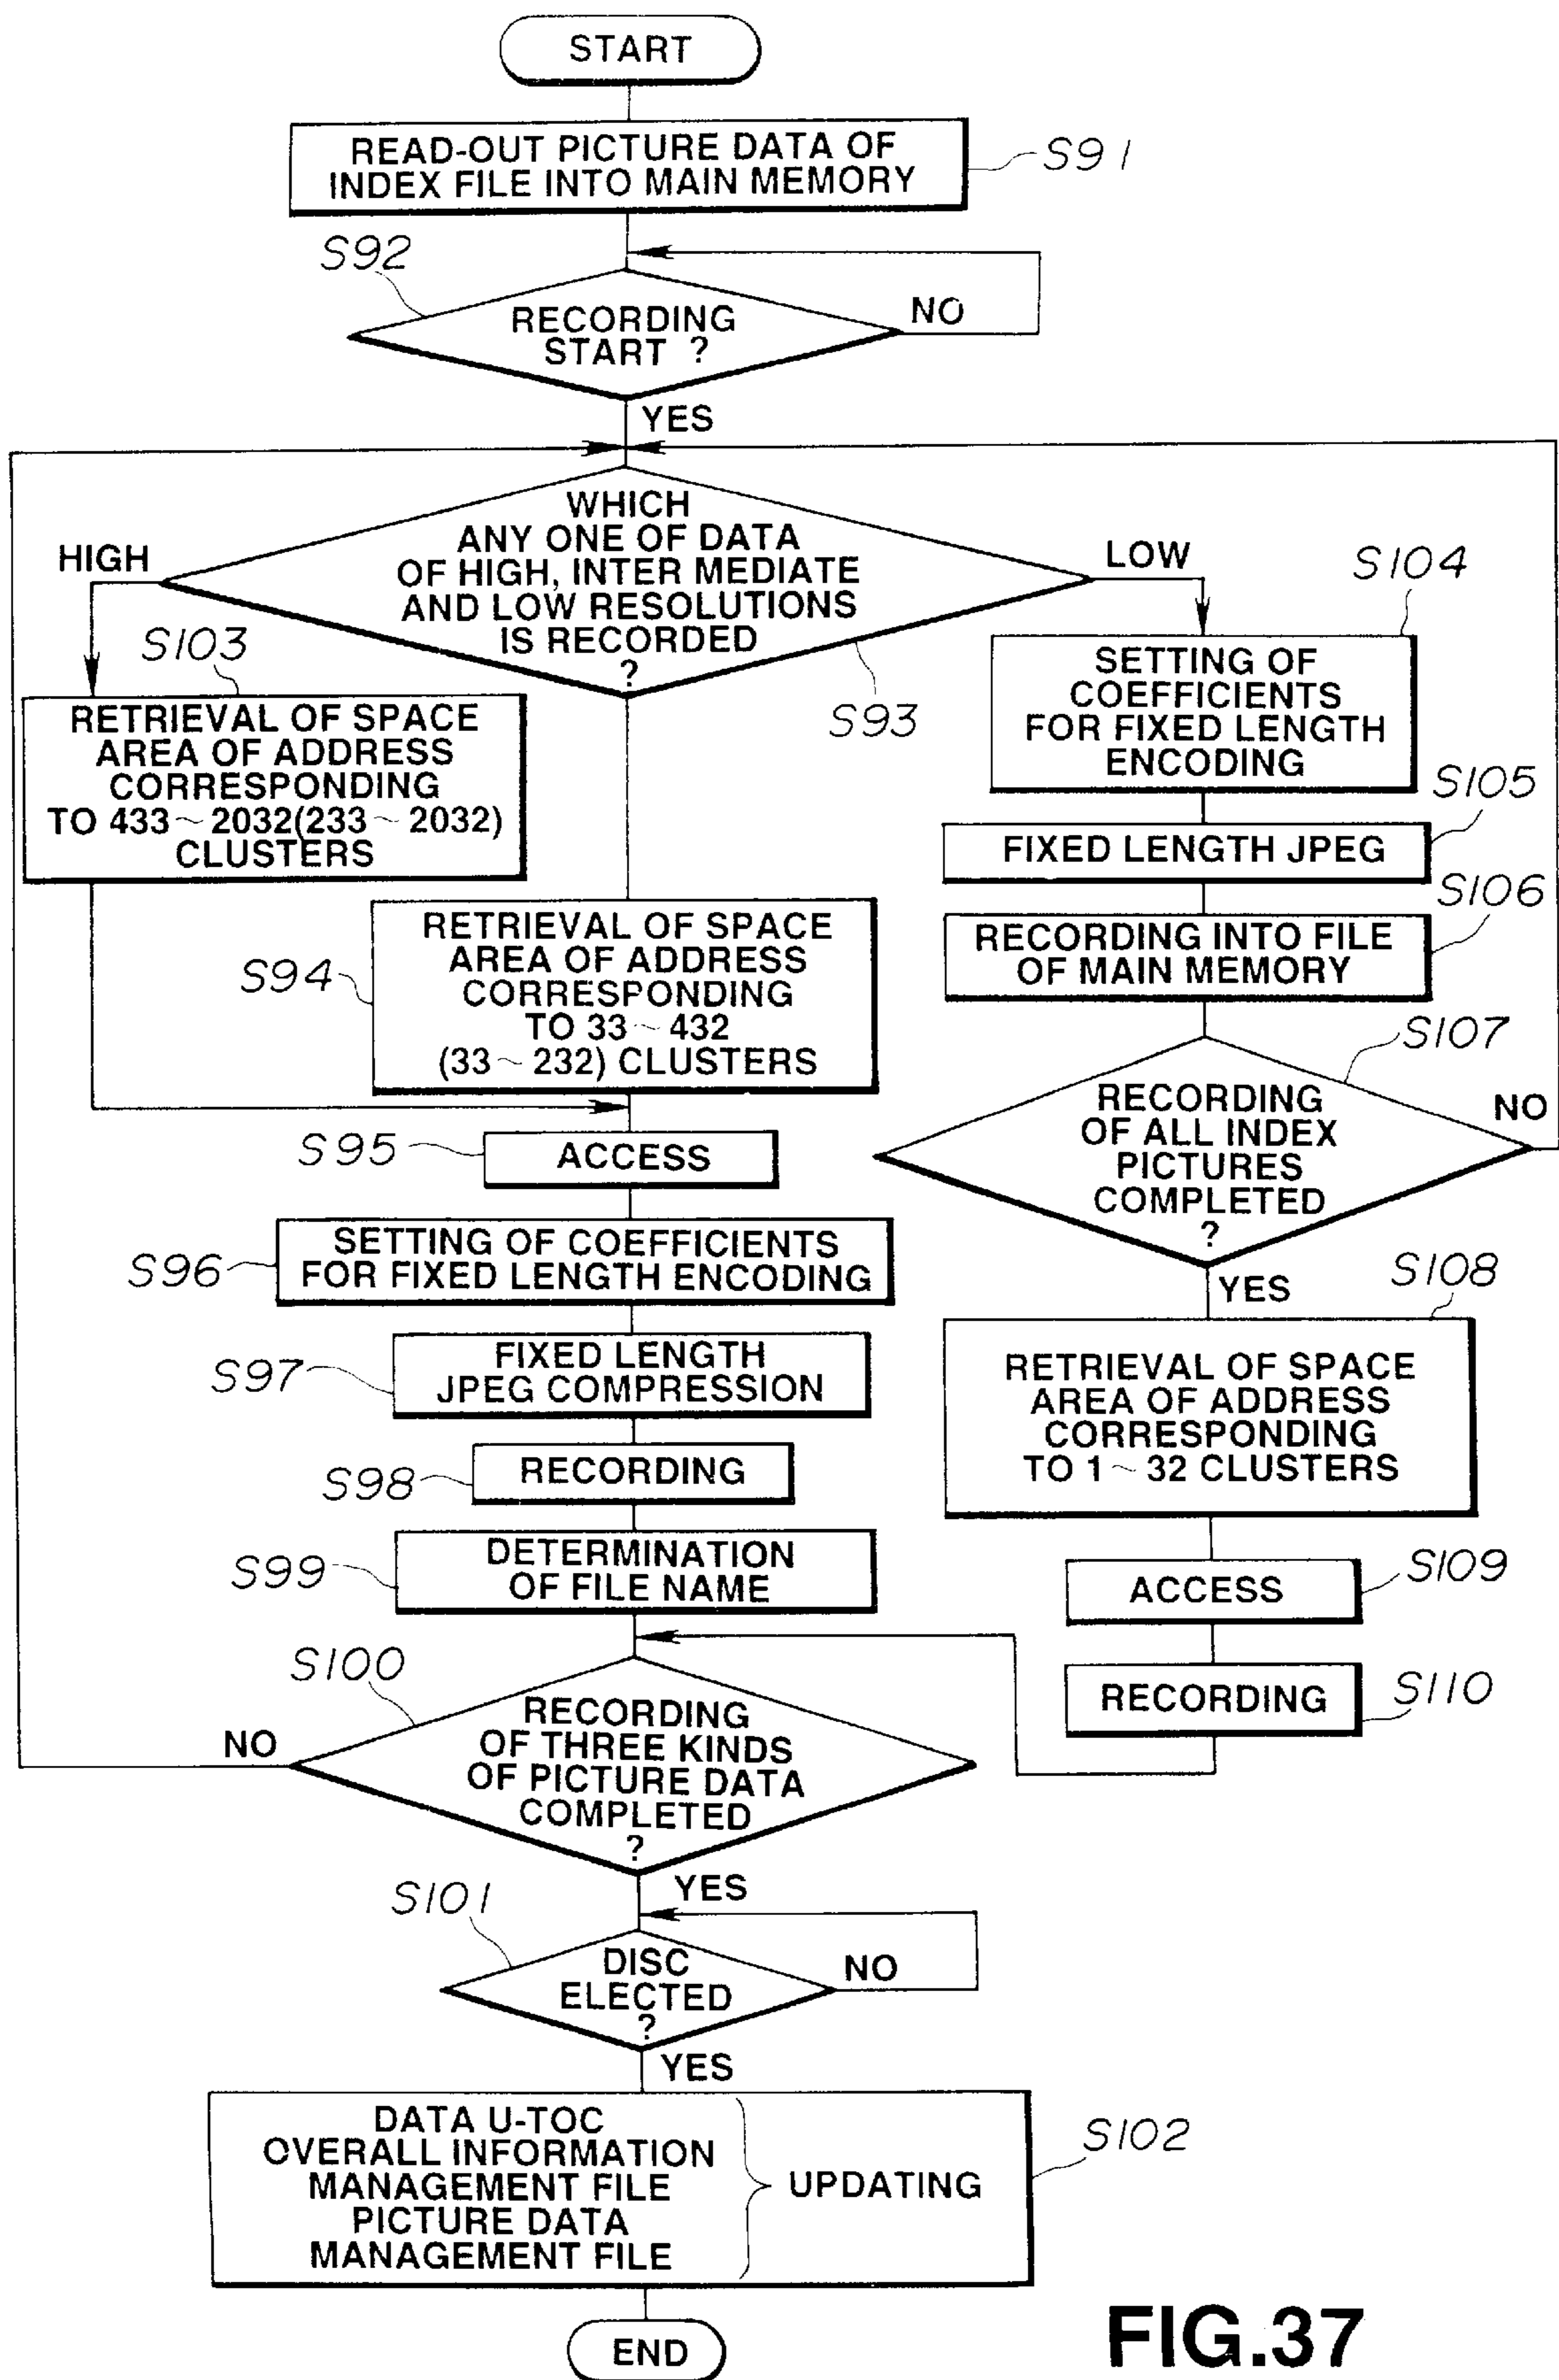 START
READ-OUT PICTURE DATA OF
INDEX FILE INTO MAIN MEMORY
S91
S92
RECORDING
START ?
NO
YES
WHICH
ANY ONE OF DATA
OF HIGH, INTER MEDIATE
AND LOW RESOLUTIONS
IS RECORDED
?
HIGH
LOW
S93
S103
RETRIEVAL OF SPACE
AREA OF ADDRESS
CORRESPONDING
TO 433~2032(233~2032)
CLUSTERS
S94
RETRIEVAL OF SPACE
AREA OF ADDRESS
CORRESPONDING
TO 33~432
(33~232) CLUSTERS
S95
ACCESS
S96
SETTING OF COEFFICIENTS
FOR FIXED LENGTH ENCODING
S97
FIXED LENGTH
JPEG COMPRESSION
S98
RECORDING
S99
DETERMINATION
OF FILE NAME
S104
SETTING OF
COEFFICIENTS
FOR FIXED LENGTH
ENCODING
S105
FIXED LENGTH JPEG
S106
RECORDING INTO FILE
OF MAIN MEMORY
S107
RECORDING
OF ALL INDEX
PICTURES
COMPLETED
?
NO
YES
S108
RETRIEVAL OF SPACE
AREA OF ADDRESS
CORRESPONDING
TO 1~32 CLUSTERS
S109
ACCESS
S110
RECORDING
S100
RECORDING
OF THREE KINDS
OF PICTURE DATA
COMPLETED
?
NO
YES
S101
DISC
ELECTED
?
NO
YES
S102
DATA U-TOC
OVERALL INFORMATION
MANAGEMENT FILE
PICTURE DATA
MANAGEMENT FILE
UPDATING
END
FIG.37